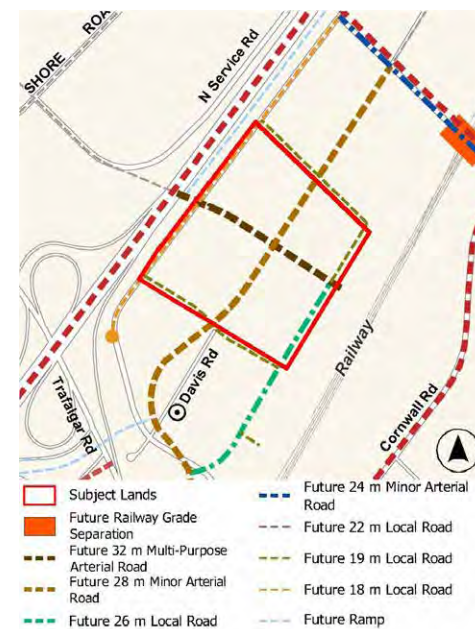 SHORE ROA
N Service Rd
Trafalgar Rd
Davis Rd
Railway
Cornwall Rd
Subject Lands
Future Railway Grade
Separation
Future 32 m Multi-Purpose
Arterial Road
Future 28 m Minor Arterial
Road
Future 26 m Local Road
Future 24 m Minor Arterial
Road
Future 22 m Local Road
Future 19 m Local Road
Future 18 m Local Road
Future Ramp